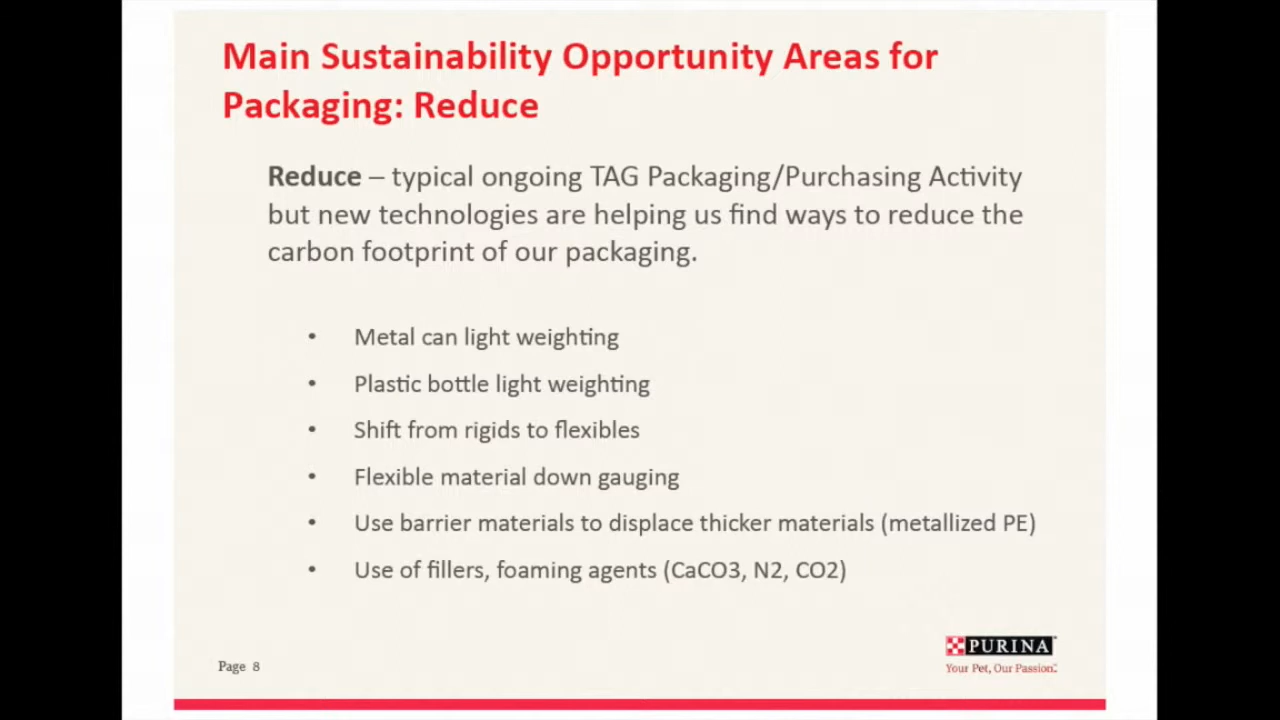 Main Sustainability Opportunity Areas for
Packaging: Reduce
Reduce – typical ongoing TAG Packaging/Purchasing Activity
but new technologies are helping us find ways to reduce the
carbon footprint of our packaging.
• Metal can light weighting
• Plastic bottle light weighting
• Shift from rigids to flexibles
• Flexible material down gauging
• Use barrier materials to displace thicker materials (metallized PE)
• Use of fillers, foaming agents (CaCO3, N2, CO2)
PURINA
Your Pet, Our Passion.
Page 8